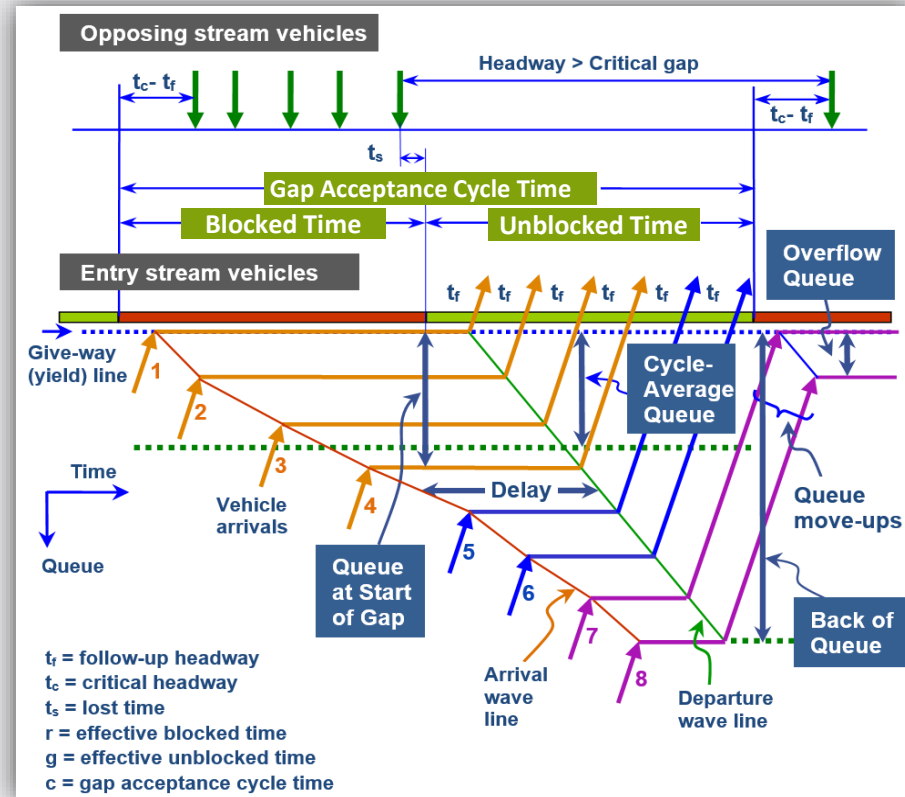 Opposing stream vehicles
Headway > Critical gap
tc- tf
tc- tf
ts
Gap Acceptance Cycle Time
Blocked Time
Unblocked Time
Entry stream vehicles
Overflow
Queue
tf
tf
tf
tf
tf
tf
Give-way
(yield) line
1
2
3
4
5
6
7
8
Cycle-
Average
Queue
Time
Queue
Vehicle
arrivals
Delay
Queue
move-ups
Queue
at Start
of Gap
Back of
Queue
Arrival
wave
line
Departure
wave line
tf = follow-up headway
tc = critical headway
ts = lost time
r = effective blocked time
g = effective unblocked time
c = gap acceptance cycle time